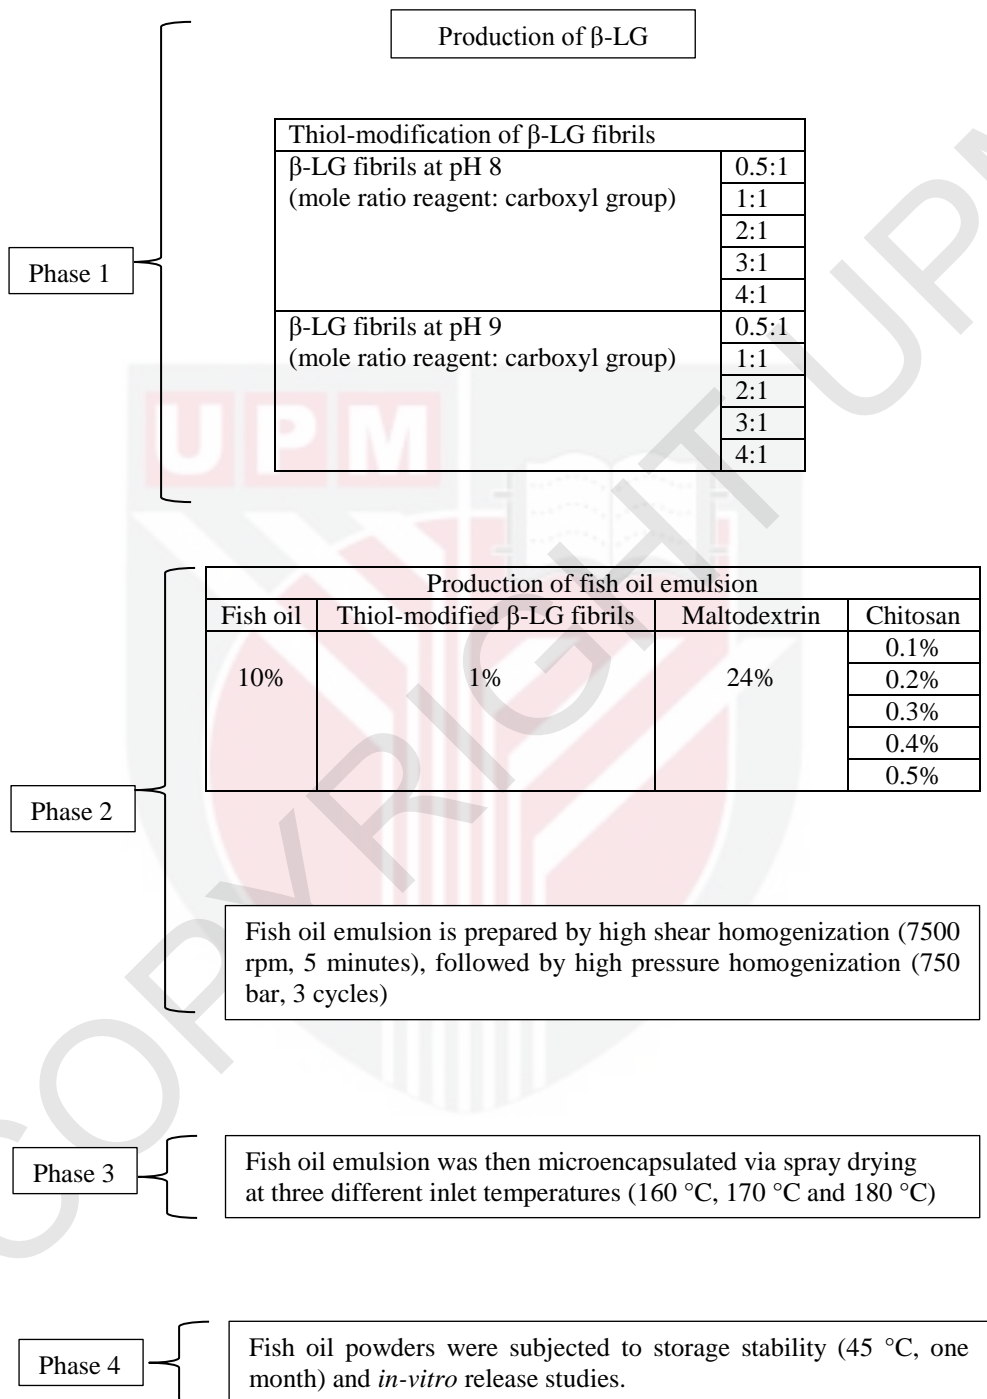 Production of β-LG
Thiol-modification of β-LG fibrils
β-LG fibrils at pH 8
(mole ratio reagent: carboxyl group)
0.5:1
1:1
2:1
3:1
4:1
β-LG fibrils at pH 9
(mole ratio reagent: carboxyl group)
0.5:1
1:1
2:1
3:1
4:1
Phase 1
Production of fish oil emulsion
Fish oil Thiol-modified β-LG fibrils Maltodextrin Chitosan
0.1%
10% 1% 24% 0.2%
0.3%
0.4%
0.5%
Phase 2
Fish oil emulsion is prepared by high shear homogenization (7500
rpm, 5 minutes), followed by high pressure homogenization (750
bar, 3 cycles)
Phase 3
Fish oil emulsion was then microencapsulated via spray drying
at three different inlet temperatures (160 °C, 170 °C and 180 °C)
Phase 4
Fish oil powders were subjected to storage stability (45 °C, one
month) and in-vitro release studies.
UPM
COPYRIGHT UPM